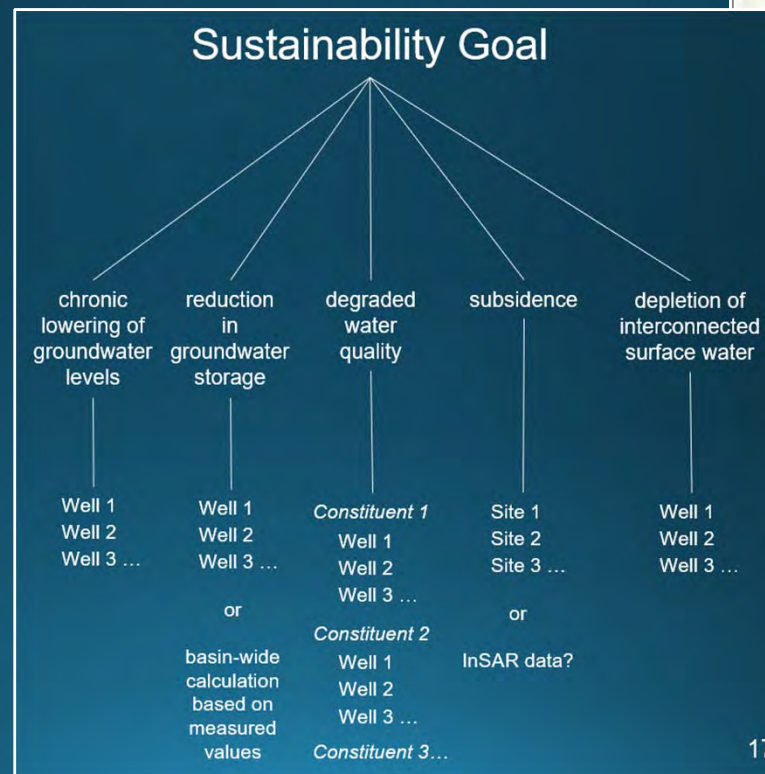 Sustainability Goal
chronic
lowering of
groundwater
levels
Well 1
Well 2
Well 3 …
reduction
in
groundwater
storage
Well 1
Well 2
Well 3 …
or
basin-wide
calculation
based on
measured
values
degraded
water
quality
Constituent 1
Well 1
Well 2
Well 3 …
Constituent 2
Well 1
Well 2
Well 3 …
Constituent 3…
subsidence
Site 1
Site 2
Site 3 …
or
InSAR data?
depletion of
interconnected
surface water
Well 1
Well 2
Well 3 …
17